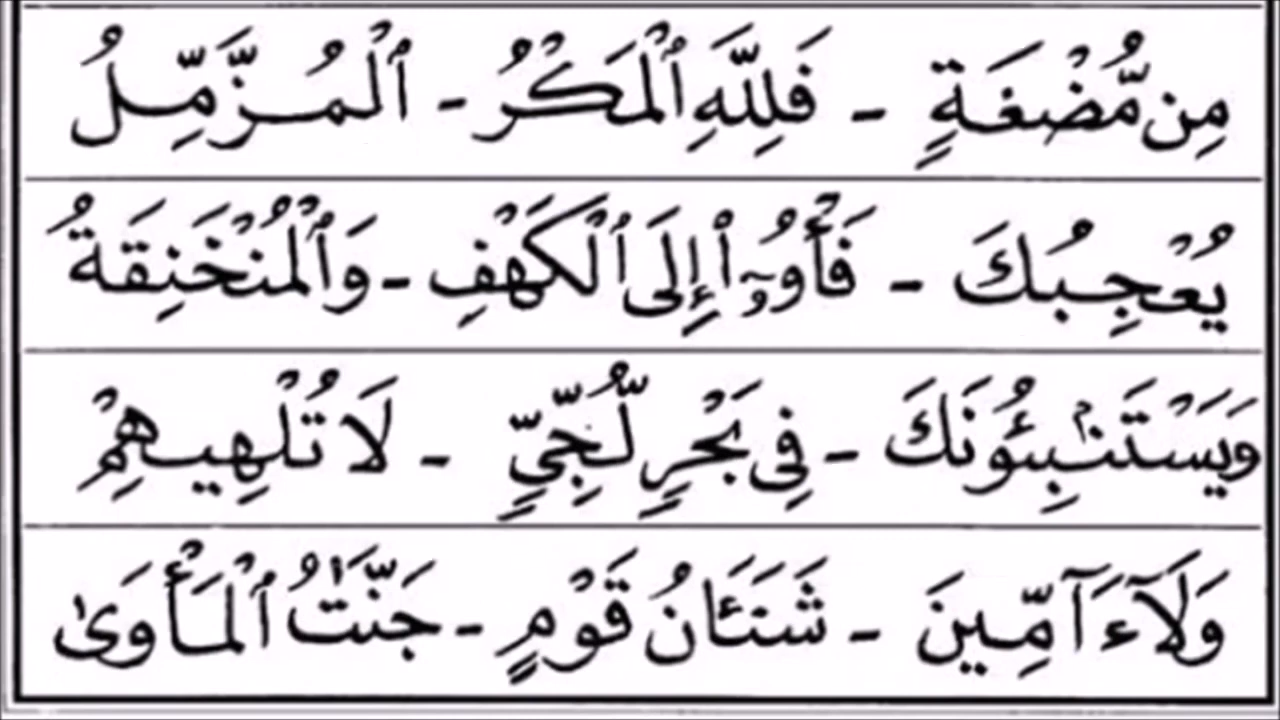 مِن مُّضْغَةٍ - فَلِلَّهِ ٱلْمَكْرُ - ٱلْمُزَّمِّلُ
يُعْجِبُكَ - فَأْوُۥٓا۟ إِلَى ٱلْكَهْفِ - وَٱلْمُنْخَنِقَةُ
وَيَسْتَنۢبِـُٔونَكَ - فِى بَحْرٍ لُّجِّىٍّ - لَا تُلْهِيهِمْ
وَلَآ ءَآمِّينَ - شَنَـَٔانُ قَوْمٍ - جَنَّـٰتُ ٱلْمَأْوَىٰ